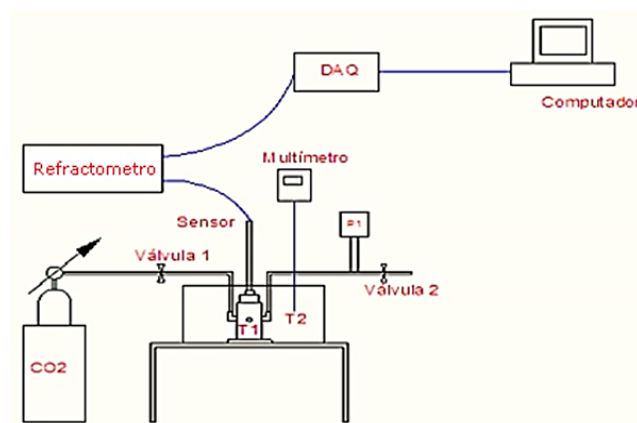 DAQ
Computador
Multímetro
Refractometro
Sensor
P1
Válvula 1
Válvula 2
T1
T2
CO2